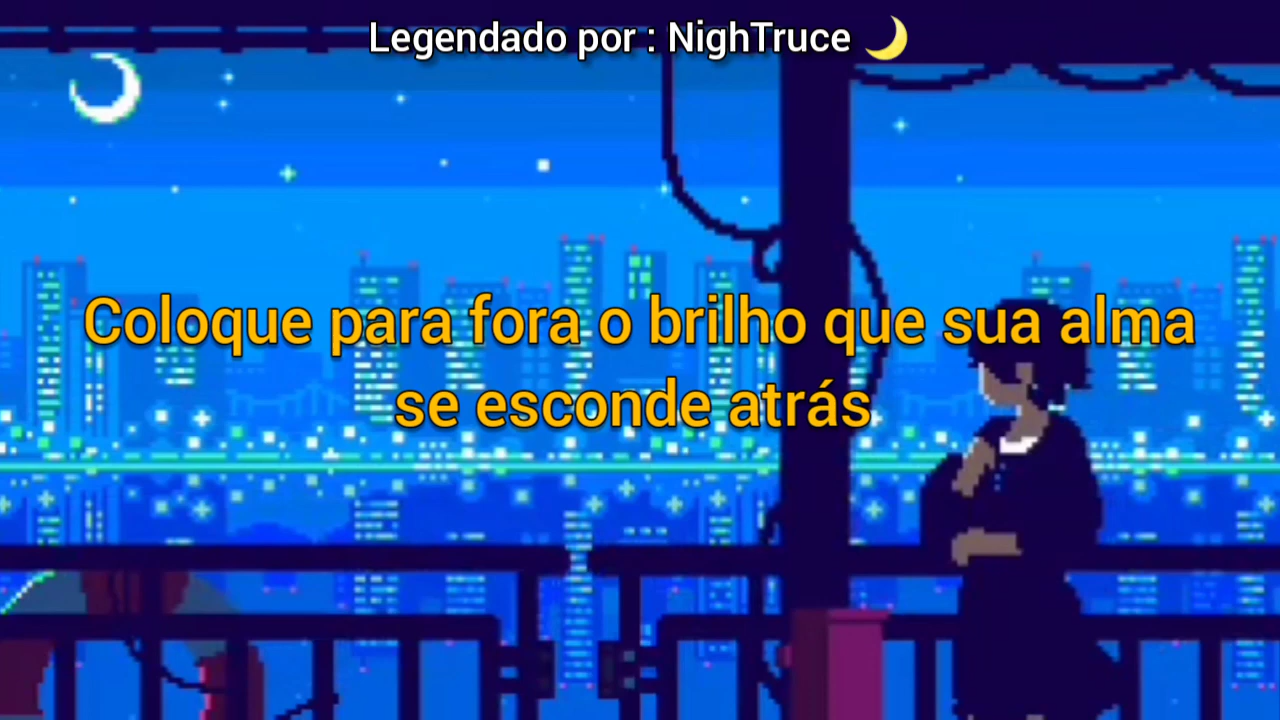 Legendado por : NighTruce 🌙
Coloque para fora o brilho que sua alma
se esconde atrás